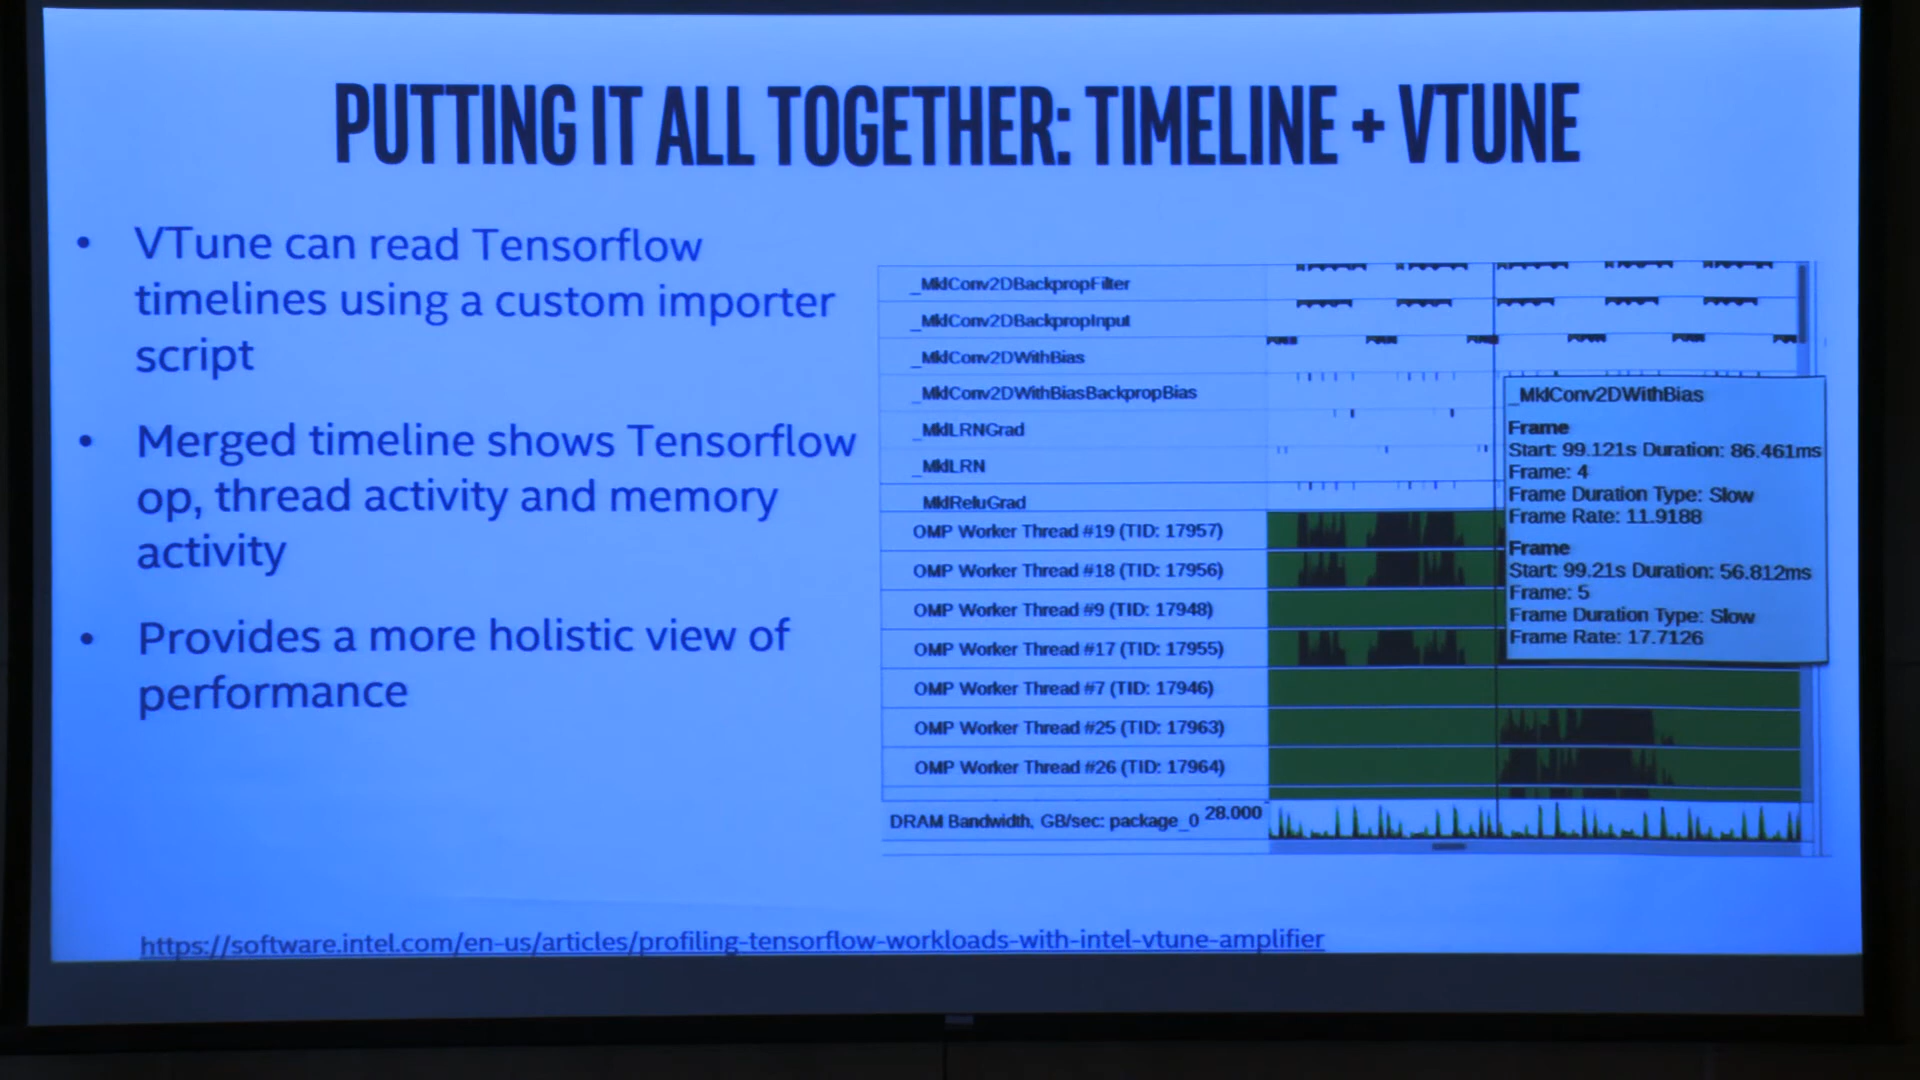 PUTTING IT ALL TOGETHER: TIMELINE + VTUNE
• VTune can read Tensorflow
timelines using a custom importer
script
• Merged timeline shows Tensorflow
op, thread activity and memory
activity
• Provides a more holistic view of
performance
_MklConv2DBackpropFilter
_MklConv2DBackpropInput
_MklConv2DWithBias
_MklConv2DWithBiasBackpropBias
_MklLRNGrad
_MklLRN
MklReluGrad
OMP Worker Thread #19 (TID: 17957)
OMP Worker Thread #18 (TID: 17956)
OMP Worker Thread #9 (TID: 17948)
OMP Worker Thread #17 (TID: 17955)
OMP Worker Thread #7 (TID: 17946)
OMP Worker Thread #25 (TID: 17963)
OMP Worker Thread #26 (TID: 17964)
DRAM Bandwidth, GB/sec: package_0 28.000
_MklConv2DWithBias
Frame
Start: 99.121s Duration: 86.461ms
Frame: 4
Frame Duration Type: Slow
Frame Rate: 11.9188
Frame
Start: 99.21s Duration: 56.812ms
Frame: 5
Frame Duration Type: Slow
Frame Rate: 17.7126
https://software.intel.com/en-us/articles/profiling-tensorflow-workloads-with-intel-vtune-amplifier